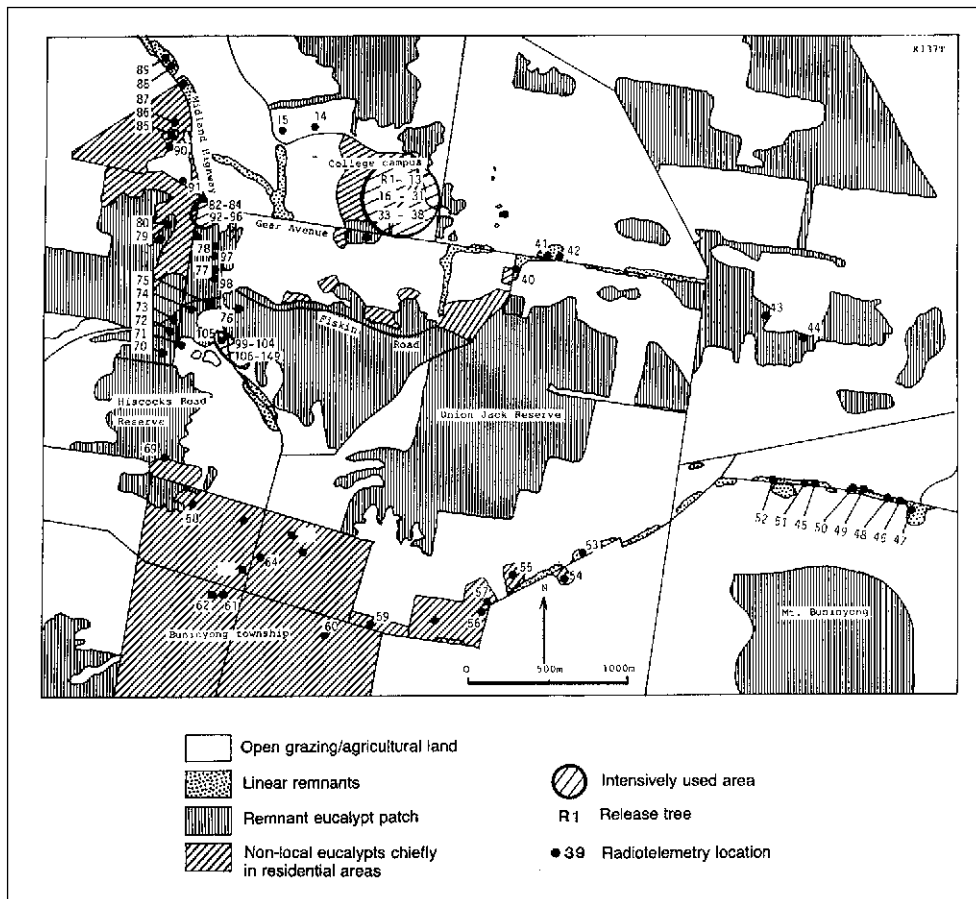 R137T
89
88
87
86
85
90
91
Midland Highway
15
14
College campus
R1-13
16 - 31
33 - 38
82-84
92-96
80
79
Gear Avenue
78
97
77
98
75
74
73
72
71
70
76
105
99-104
106-149
Fiskin
Road
41
42
40
43
44
Hiscocks Road
Reserve
Union Jack Reserve
69
68
64
62
61
60
59
52
51
45
50
49
48
46
47
53
55
54
57
56
N
Buninyong township
Mt. Buninyong
0
500m
1000m
Open grazing/agricultural land
Linear remnants
Remnant eucalypt patch
Non-local eucalypts chiefly
in residential areas
Intensively used area
R1 Release tree
39 Radiotelemetry location